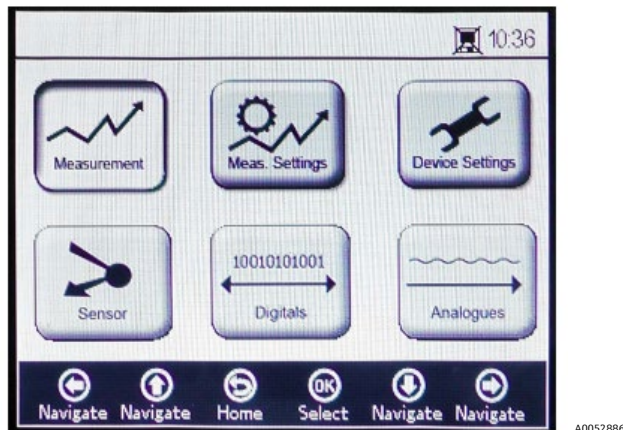 10:36
Measurement
Meas. Settings
Device Settings
10010101001
Sensor
Digitals
Analogues
OK
Navigate Navigate Home Select Navigate Navigate
A0052886